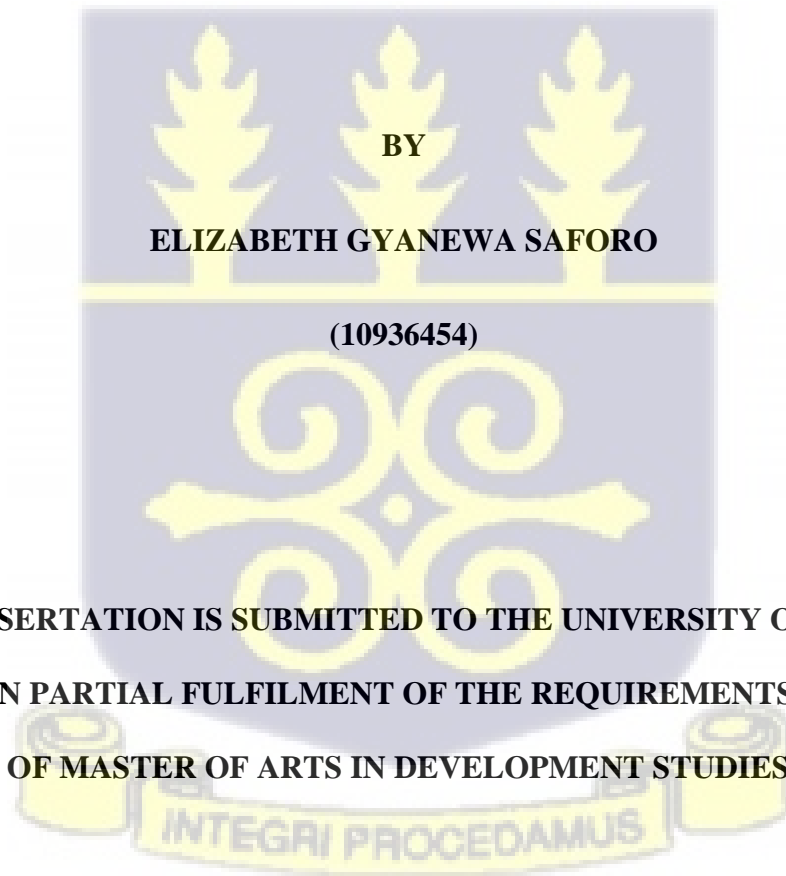 BY
ELIZABETH GYANEWA SAFORO
(10936454)
SERTATION IS SUBMITTED TO THE UNIVERSITY O
N PARTIAL FULFILMENT OF THE REQUIREMENTS
OF MASTER OF ARTS IN DEVELOPMENT STUDIES
INTEGRI PROCEDAMUS